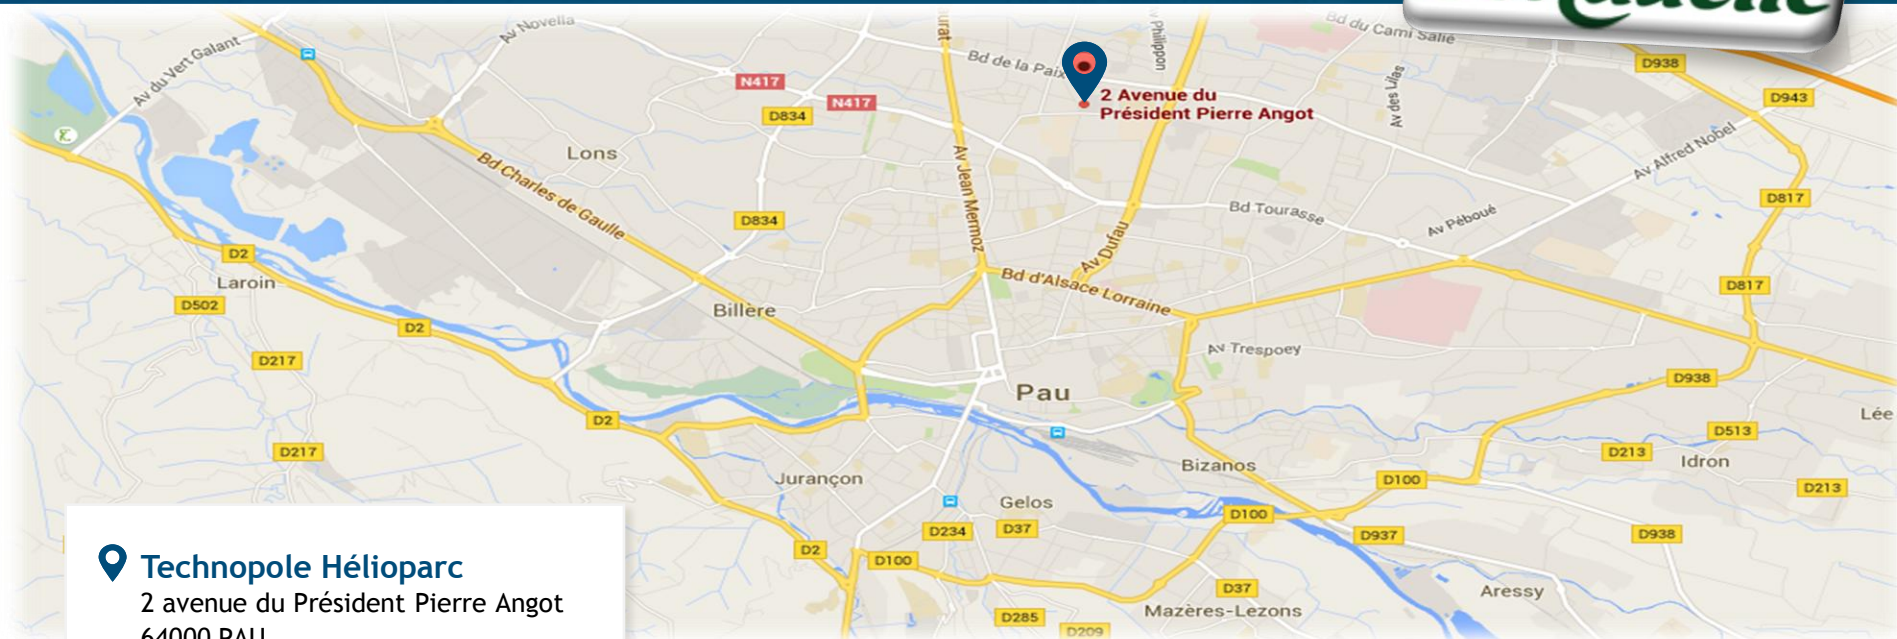 Av Novella
Bd du Cami Salié
Av du Vert Galant
Philippon
Bd de la Paix
D938
N417
N417
D834
2 Avenue du
Président Pierre Angot
Av des Lilas
D943
Lons
Bd Charles de Gaulle
Av Jean Mermoz
Av Alfred Nobel
D834
Bd Tourasse
Av Péboué
D817
D2
Av Dufau
Laroin
Bd d'Alsace Lorraine
D817
D502
Billère
D2
D217
Av Trespoey
Pau
D938
D2
Lée
D513
D217
D213
Idron
Bizanos
Jurançon
D100
D213
Gelos
D100
D234
D37
D937
D938
D2
D100
D37
Aressy
Mazères-Lezons
D285
D209
Technopole Hélioparc
2 avenue du Président Pierre Angot
64000 PAU